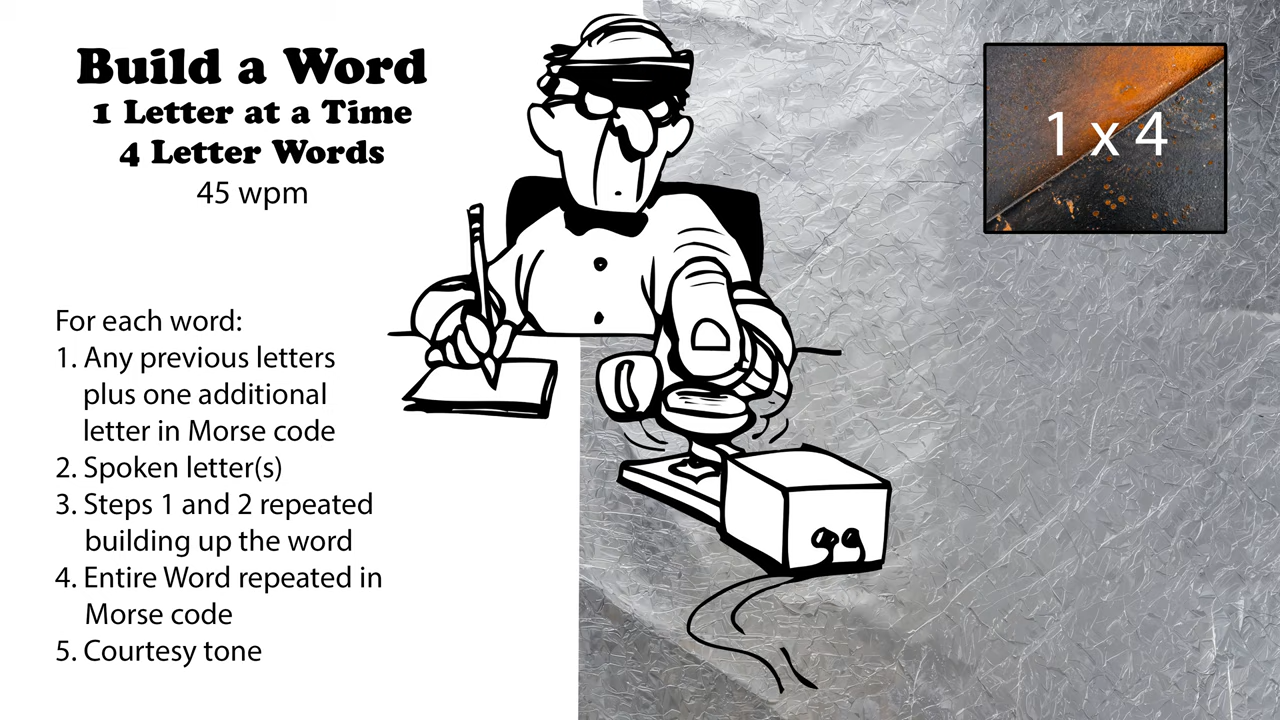 Build a Word
1 Letter at a Time
4 Letter Words
45 wpm
1 x 4
For each word:
1. Any previous letters
plus one additional
letter in Morse code
2. Spoken letter(s)
3. Steps 1 and 2 repeated
building up the word
4. Entire Word repeated in
Morse code
5. Courtesy tone